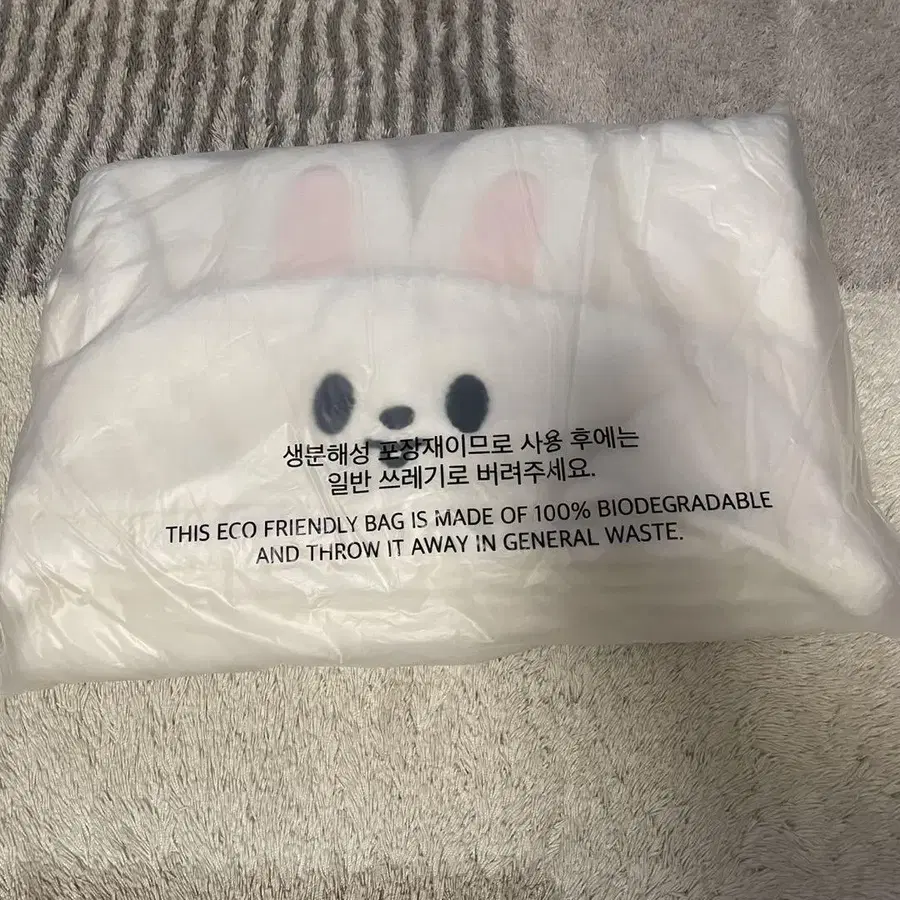 생분해성 포장재이므로 사용 후에는
일반 쓰레기로 버려주세요.
THIS ECO FRIENDLY BAG IS MADE OF 100% BIODEGRADABLE
AND THROW IT AWAY IN GENERAL WASTE.